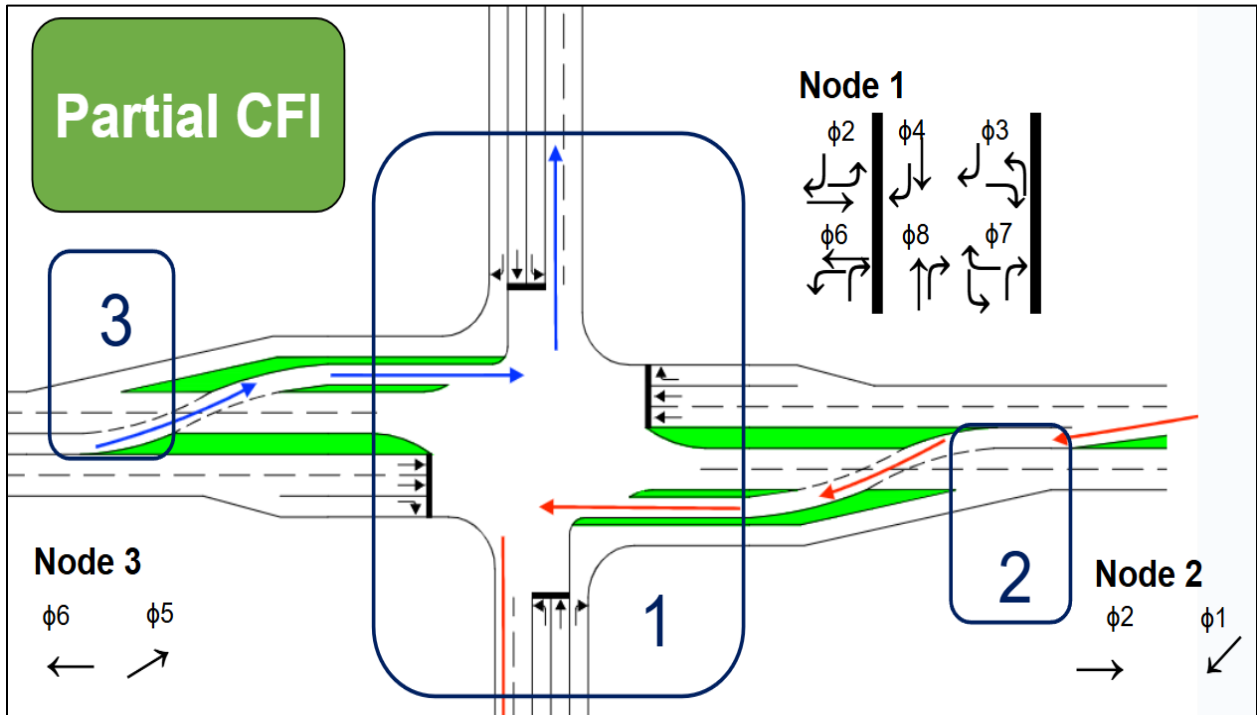 Partial CFI
Node 1
ϕ2 ϕ4 ϕ3
ϕ6 ϕ8 ϕ7
3
1
2
Node 3
ϕ6 ϕ5
Node 2
ϕ2 ϕ1